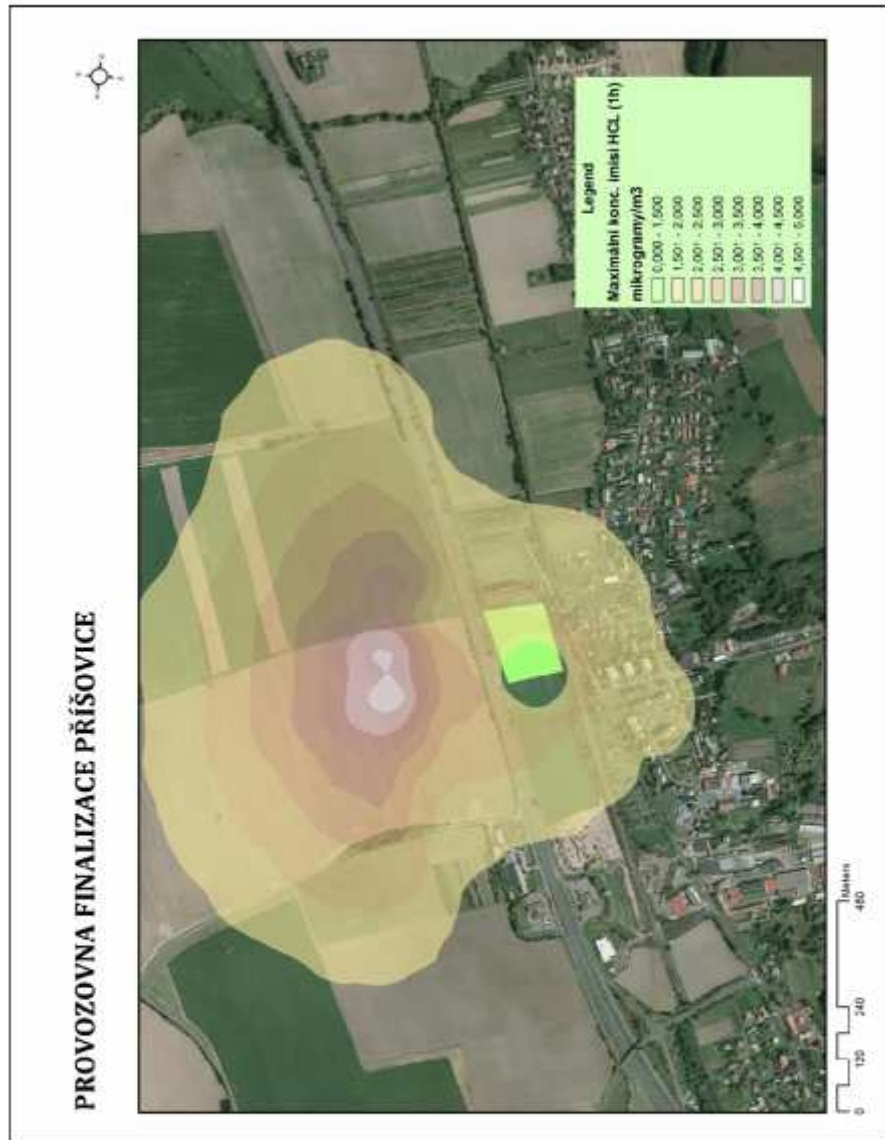 PROVOZOVNA FINALIZACE PŘÍŠOVICE
Legend
Maximální konc. imisí HCL (1h)
mikrogramy/m3
0,000 - 1,500
1,501 - 2,000
2,001 - 2,500
2,501 - 3,000
3,001 - 3,500
3,501 - 4,000
4,001 - 4,500
4,501 - 5,000
0 120 240 480
Meters